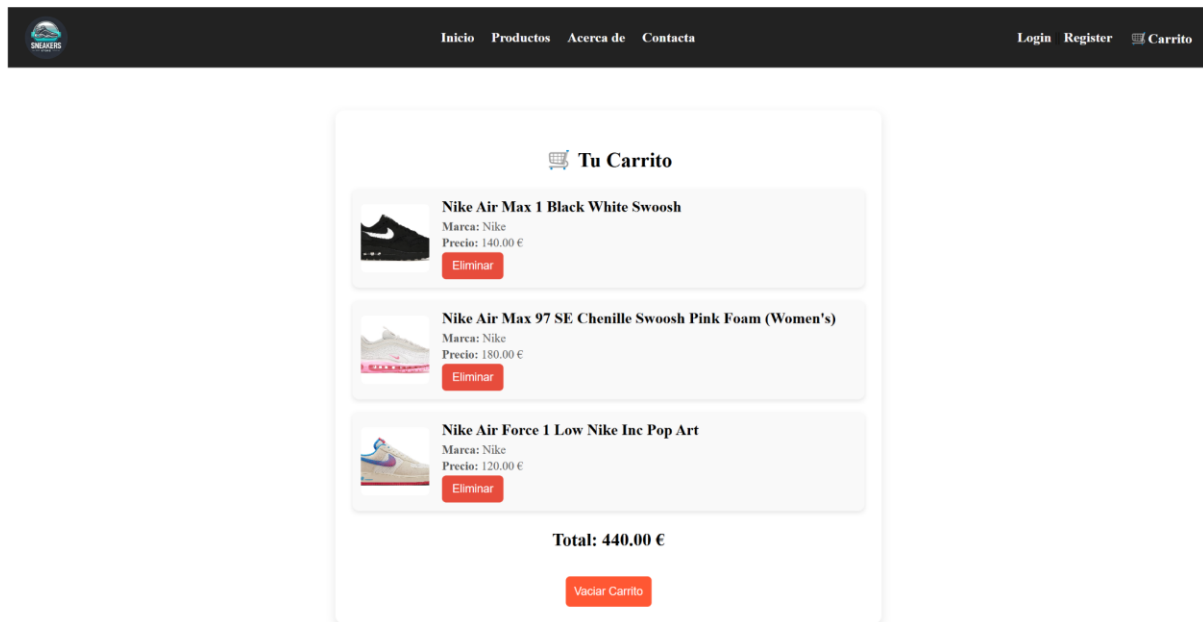 SNEAKERS
Inicio Productos Acerca de Contacta
Login Register 🛒 Carrito
🛒 Tu Carrito
Nike Air Max 1 Black White Swoosh
Marca: Nike
Precio: 140.00 €
Eliminar
Nike Air Max 97 SE Chenille Swoosh Pink Foam (Women's)
Marca: Nike
Precio: 180.00 €
Eliminar
Nike Air Force 1 Low Nike Inc Pop Art
Marca: Nike
Precio: 120.00 €
Eliminar
Total: 440.00 €
Vaciar Carrito